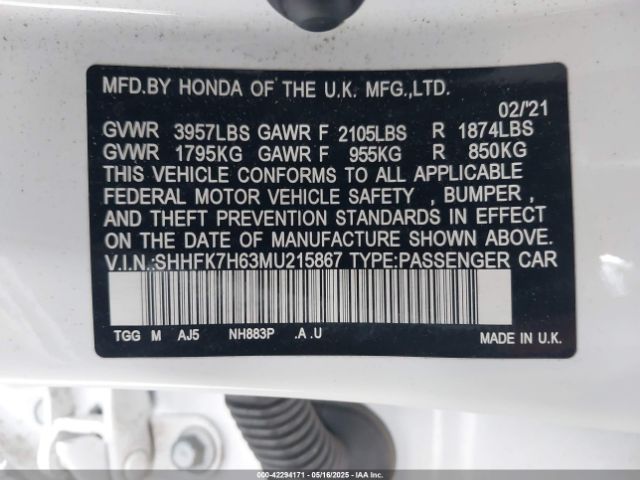 MFD.BY HONDA OF THE U.K. MFG.,LTD.
02/'21
GVWR 3957LBS GAWR F 2105LBS R 1874LBS
GVWR 1795KG GAWR F 955KG R 850KG
THIS VEHICLE CONFORMS TO ALL APPLICABLE
FEDERAL MOTOR VEHICLE SAFETY , BUMPER ,
AND THEFT PREVENTION STANDARDS IN EFFECT
ON THE DATE OF MANUFACTURE SHOWN ABOVE.
V.I.N.:SHHFK7H63MU215867 TYPE:PASSENGER CAR
TGG M AJ5 NH883P .A .U MADE IN U.K.
000-42294171 - 05/16/2025 - IAAI.COM